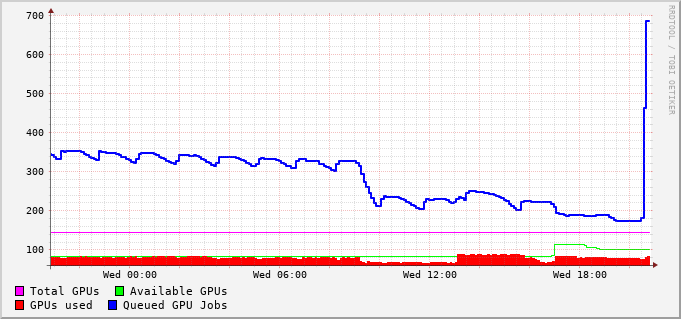 700
600
500
400
300
200
100
Wed 00:00 Wed 06:00 Wed 12:00 Wed 18:00
Total GPUs Available GPUs
GPUs used Queued GPU Jobs
RRDTOOL / TOBI OETIKER